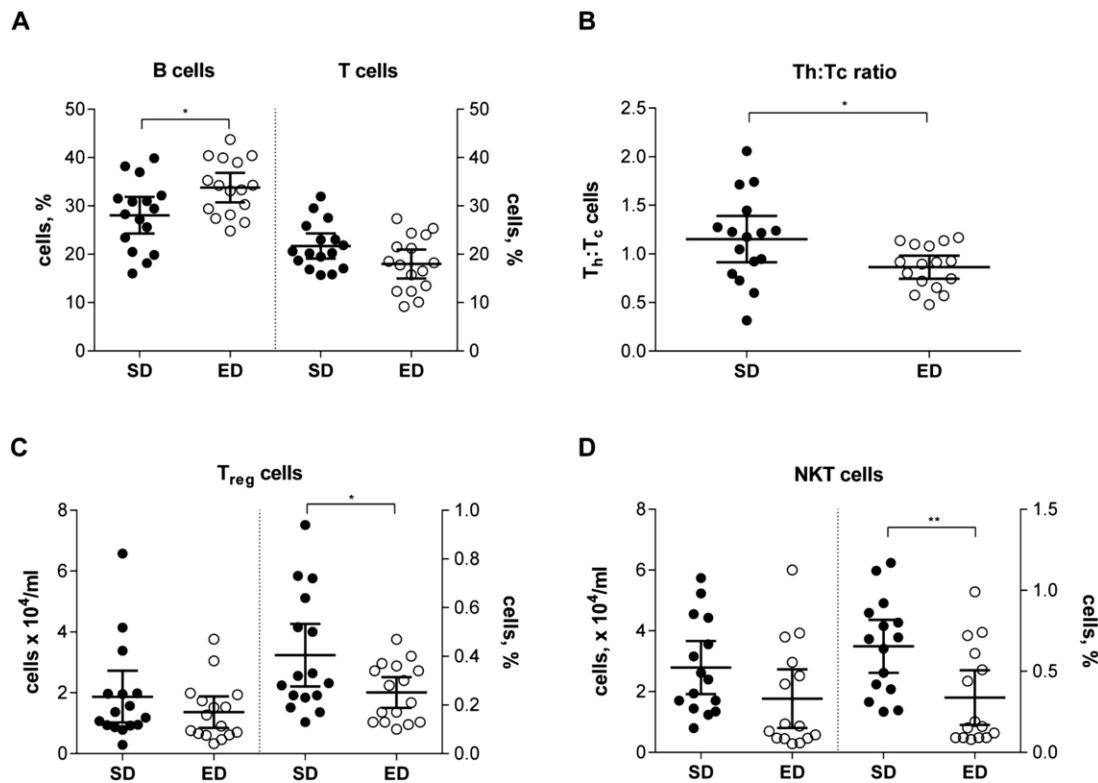 A
B cells
T cells
*
cells, %
50
40
30
20
10
0
50
40
30
20
10
0
cells, %
SD
ED
SD
ED
B
Th:Tc ratio
*
Th:Tc cells
2.5
2.0
1.5
1.0
0.5
0.0
SD
ED
C
Treg cells
*
cells x 10⁴/ml
8
6
4
2
0
1.0
0.8
0.6
0.4
0.2
0.0
cells, %
SD
ED
SD
ED
D
NKT cells
**
cells, x 10⁴/ml
8
6
4
2
0
1.5
1.0
0.5
0.0
cells, %
SD
ED
SD
ED